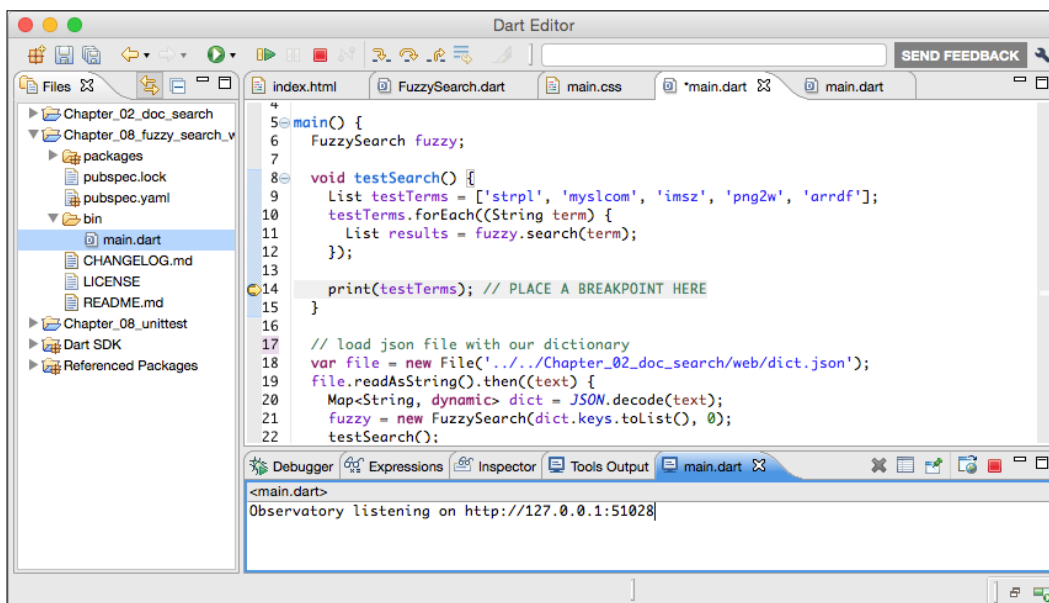 Dart Editor
SEND FEEDBACK
Files
index.html
FuzzySearch.dart
main.css
*main.dart
main.dart
Chapter_02_doc_search
Chapter_08_fuzzy_search_w
packages
pubspec.lock
pubspec.yaml
bin
main.dart
CHANGELOG.md
LICENSE
README.md
Chapter_08_unittest
Dart SDK
Referenced Packages
4
5 main() {
6 FuzzySearch fuzzy;
7
8 void testSearch() {
9 List testTerms = ['strpl', 'myslcom', 'imsz', 'png2w', 'arrdf'];
10 testTerms.forEach((String term) {
11 List results = fuzzy.search(term);
12 });
13
14 print(testTerms); // PLACE A BREAKPOINT HERE
15 }
16
17 // load json file with our dictionary
18 var file = new File('../../Chapter_02_doc_search/web/dict.json');
19 file.readAsString().then((text) {
20 Map<String, dynamic> dict = JSON.decode(text);
21 fuzzy = new FuzzySearch(dict.keys.toList(), 0);
22 testSearch();
Debugger
Expressions
Inspector
Tools Output
main.dart
<main.dart>
Observatory listening on http://127.0.0.1:51028